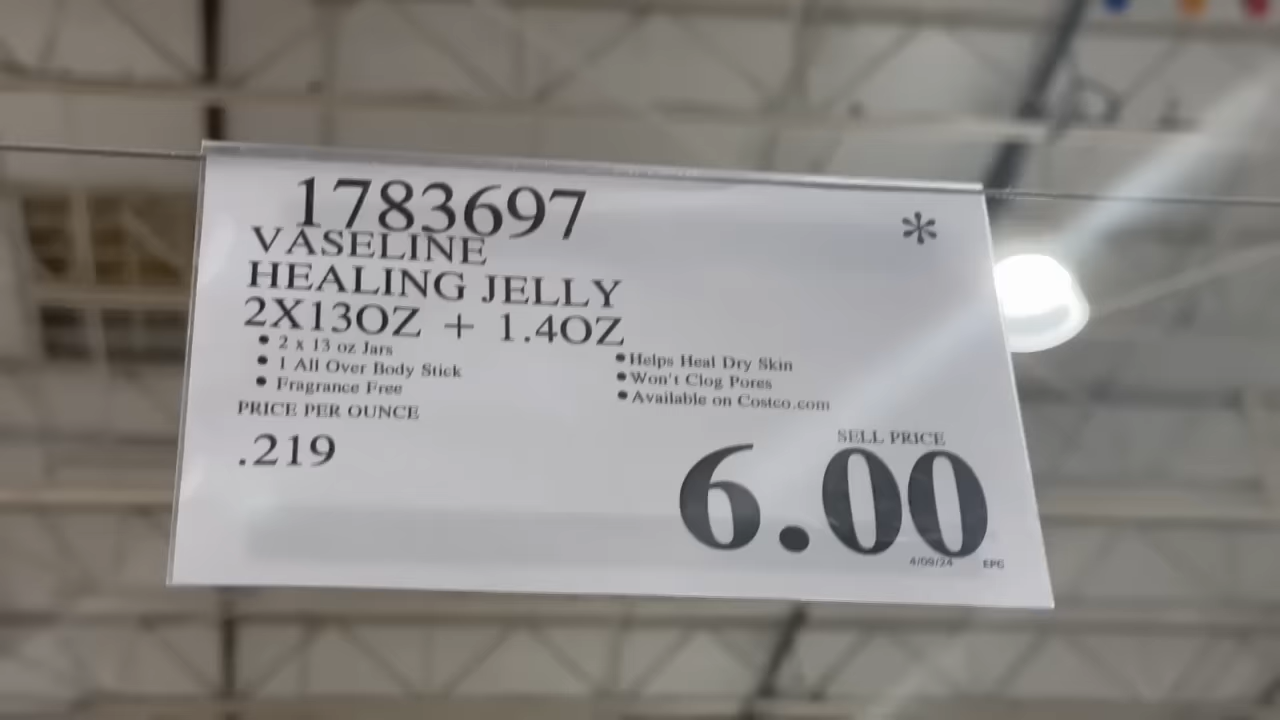 1783697
*
VASELINE
HEALING JELLY
2X13OZ + 1.4OZ
• 2 x 13 oz Jars
• 1 All Over Body Stick
• Fragrance Free
• Helps Heal Dry Skin
• Won't Clog Pores
• Available on Costco.com
PRICE PER OUNCE
.219
SELL PRICE
6.00
4/09/24 EPG